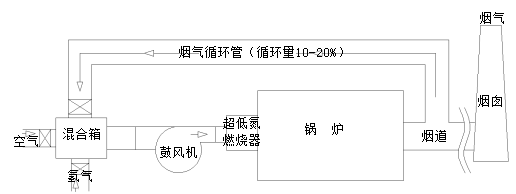 烟气
烟气循环管（循环量10-20%）
烟囱
超低氮
燃烧器
锅 炉
烟道
空气
混合箱
鼓风机
氢气